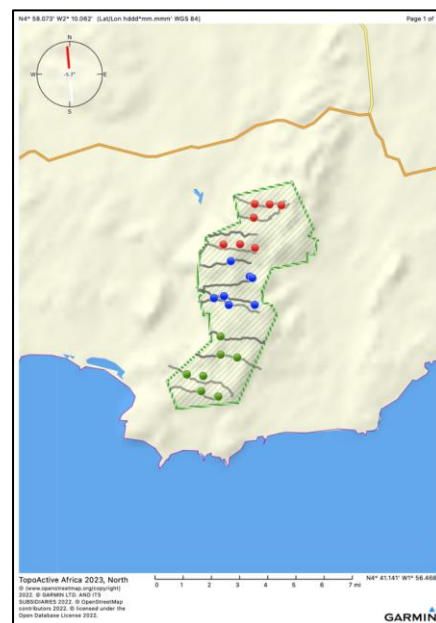 N4° 58.073' W2° 10.062' (Lat/Lon hddd°mm.mmm' WGS 84) Page 1 of
N
-5.7°
W E
S
TopoActive Africa 2023, North
© (www.openstreetmap.org/copyright)
2022. © GARMIN LTD. AND ITS
SUBSIDIARIES 2022. © OpenStreetMap
contributors 2022. © licensed under the
Open Database License 2022.
0 1 2 3 4 5 6 7 mi
N4° 41.141' W1° 56.468
GARMIN